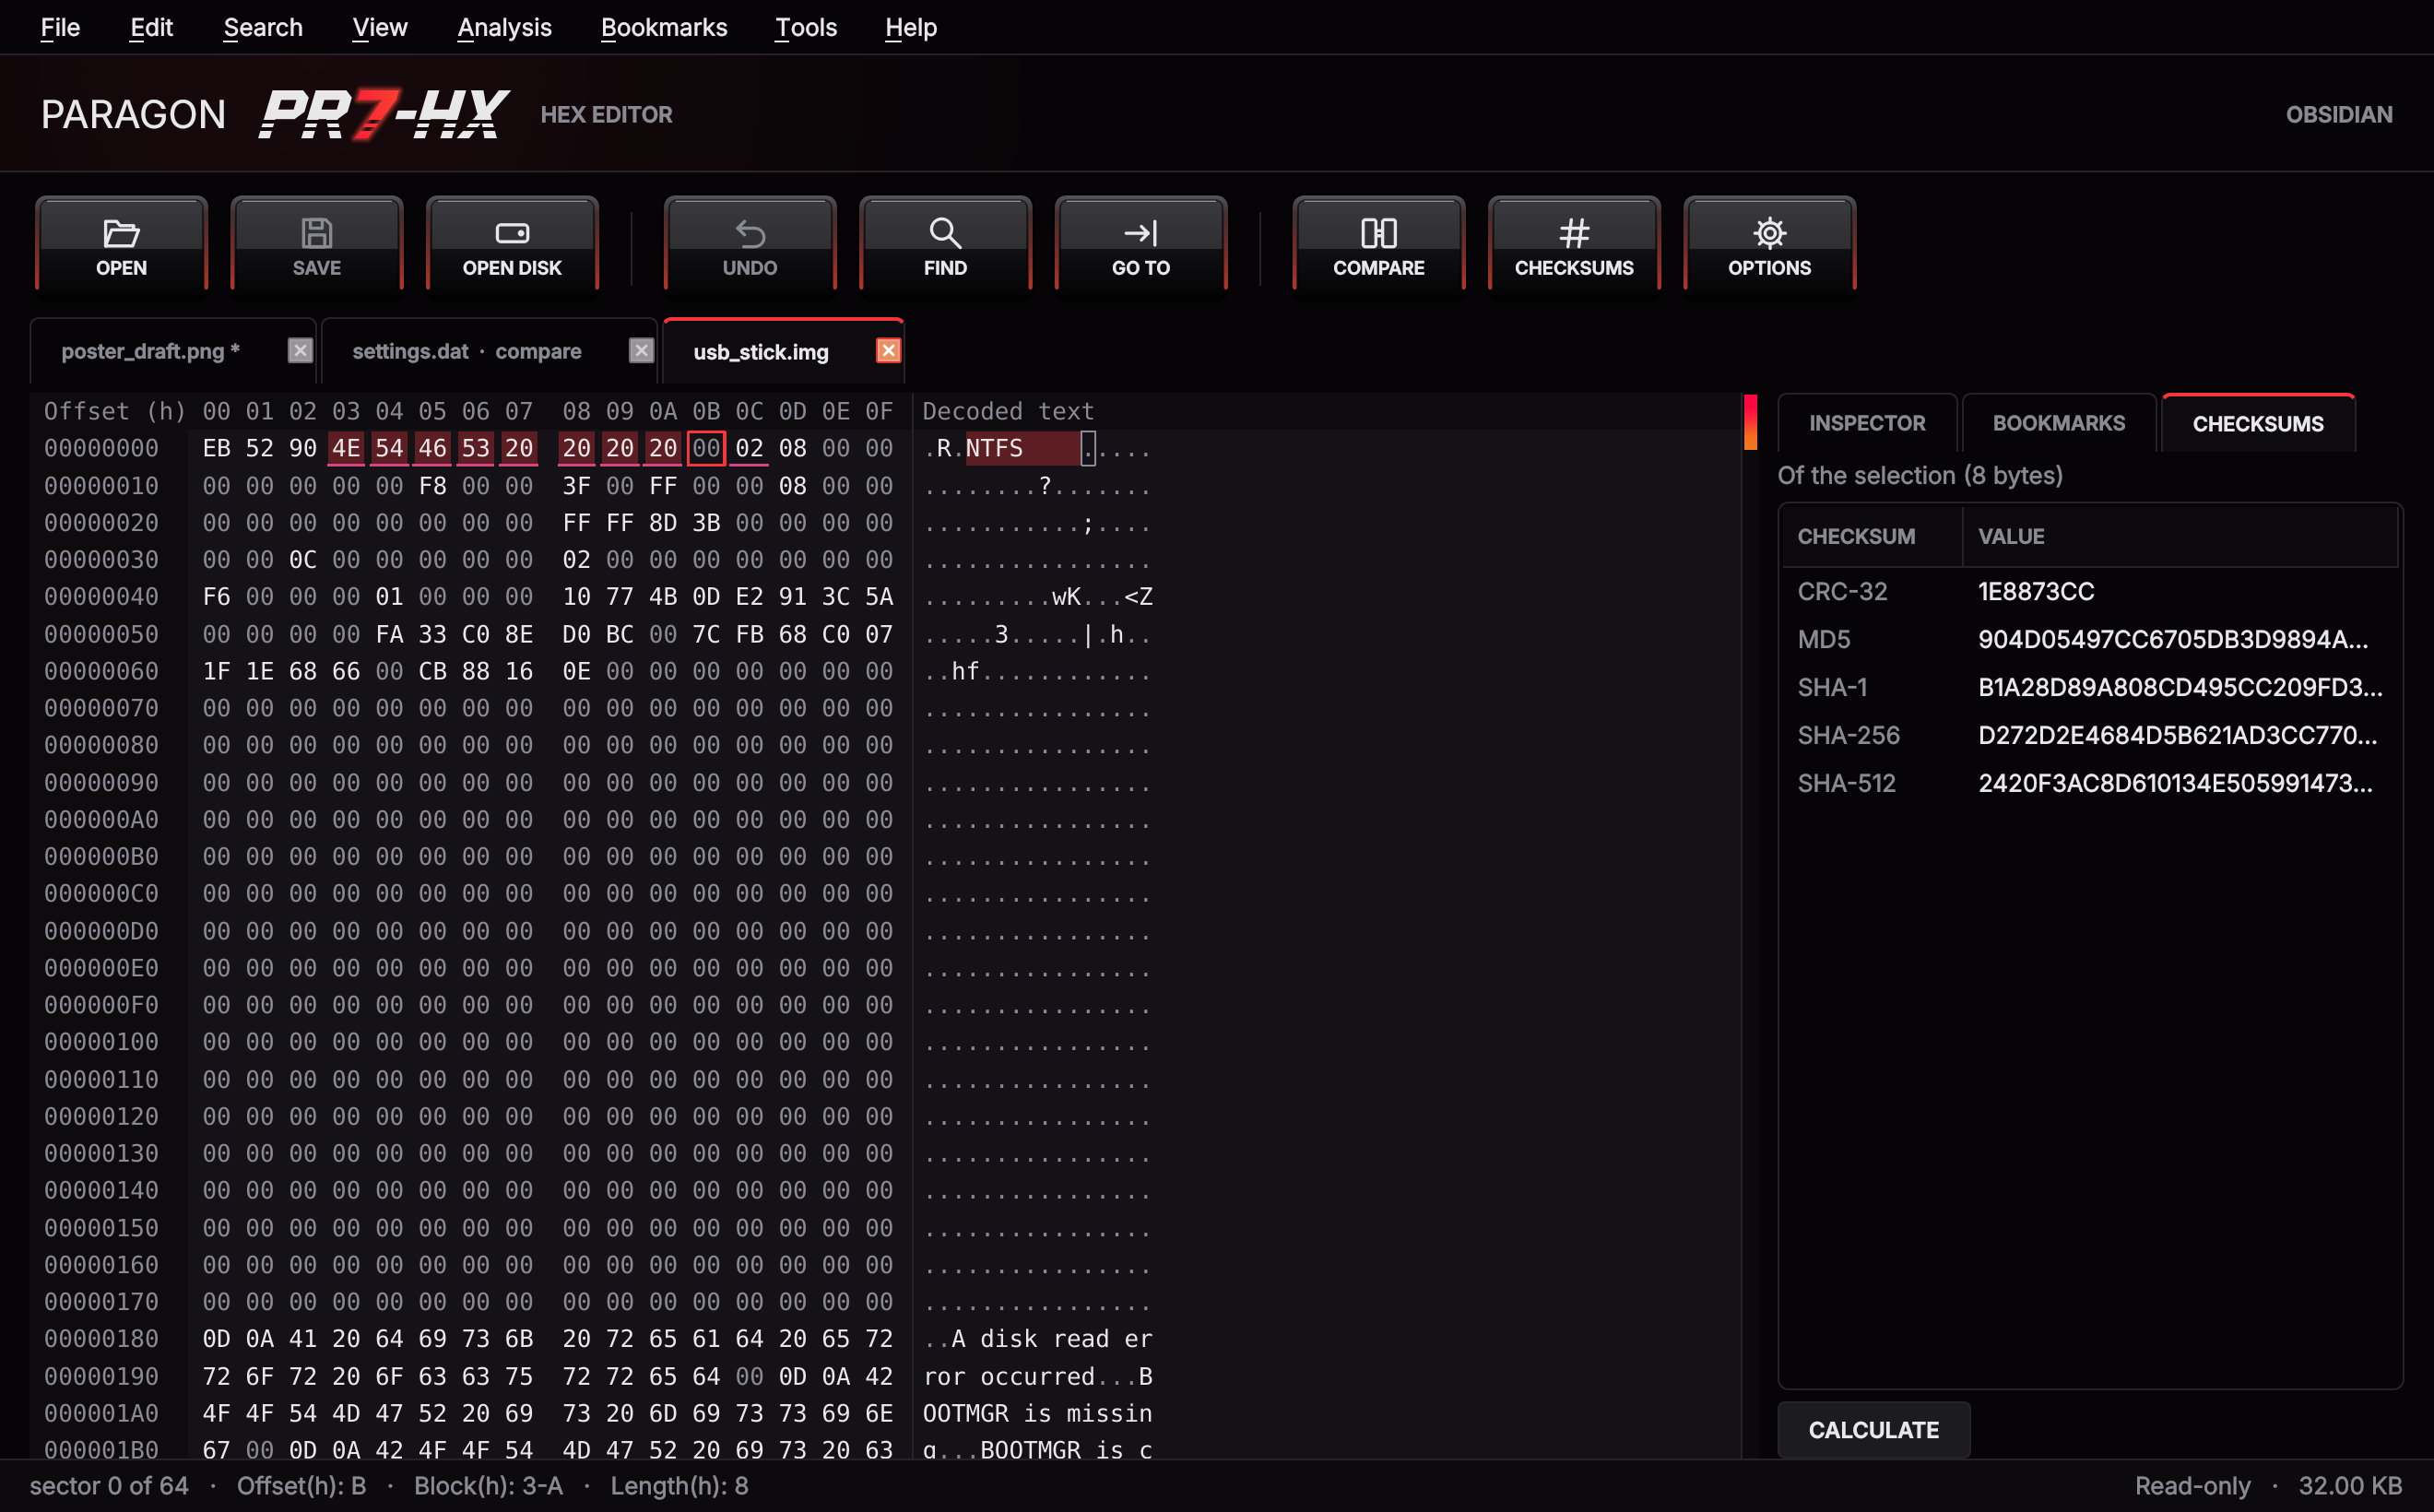 File Edit Search View Analysis Bookmarks Tools Help
PARAGON PR7-HX HEX EDITOR OBSIDIAN
OPEN SAVE OPEN DISK UNDO FIND GO TO COMPARE CHECKSUMS OPTIONS
poster_draft.png * settings.dat · compare usb_stick.img
INSPECTOR BOOKMARKS CHECKSUMS
Offset (h) 00 01 02 03 04 05 06 07 08 09 0A 0B 0C 0D 0E 0F Decoded text
00000000 EB 52 90 4E 54 46 53 20 20 20 20 00 02 08 00 00 .R.NTFS    .....
00000010 00 00 00 00 00 F8 00 00 3F 00 FF 00 00 08 00 00 ........?.......
00000020 00 00 00 00 00 00 00 00 FF FF 8D 3B 00 00 00 00 ...........;....
00000030 00 00 0C 00 00 00 00 00 02 00 00 00 00 00 00 00 ................
00000040 F6 00 00 00 01 00 00 00 10 77 4B 0D E2 91 3C 5A .........wK...<Z
00000050 00 00 00 00 FA 33 C0 8E D0 BC 00 7C FB 68 C0 07 .....3.....|.h..
00000060 1F 1E 68 66 00 CB 88 16 0E 00 00 00 00 00 00 00 ..hf............
00000070 00 00 00 00 00 00 00 00 00 00 00 00 00 00 00 00 ................
00000080 00 00 00 00 00 00 00 00 00 00 00 00 00 00 00 00 ................
00000090 00 00 00 00 00 00 00 00 00 00 00 00 00 00 00 00 ................
000000A0 00 00 00 00 00 00 00 00 00 00 00 00 00 00 00 00 ................
000000B0 00 00 00 00 00 00 00 00 00 00 00 00 00 00 00 00 ................
000000C0 00 00 00 00 00 00 00 00 00 00 00 00 00 00 00 00 ................
000000D0 00 00 00 00 00 00 00 00 00 00 00 00 00 00 00 00 ................
000000E0 00 00 00 00 00 00 00 00 00 00 00 00 00 00 00 00 ................
000000F0 00 00 00 00 00 00 00 00 00 00 00 00 00 00 00 00 ................
00000100 00 00 00 00 00 00 00 00 00 00 00 00 00 00 00 00 ................
00000110 00 00 00 00 00 00 00 00 00 00 00 00 00 00 00 00 ................
00000120 00 00 00 00 00 00 00 00 00 00 00 00 00 00 00 00 ................
00000130 00 00 00 00 00 00 00 00 00 00 00 00 00 00 00 00 ................
00000140 00 00 00 00 00 00 00 00 00 00 00 00 00 00 00 00 ................
00000150 00 00 00 00 00 00 00 00 00 00 00 00 00 00 00 00 ................
00000160 00 00 00 00 00 00 00 00 00 00 00 00 00 00 00 00 ................
00000170 00 00 00 00 00 00 00 00 00 00 00 00 00 00 00 00 ................
00000180 0D 0A 41 20 64 69 73 6B 20 72 65 61 64 20 65 72 ..A disk read er
00000190 72 6F 72 20 6F 63 63 75 72 72 65 64 00 0D 0A 42 ror occurred...B
000001A0 4F 4F 54 4D 47 52 20 69 73 20 6D 69 73 73 69 6E OOTMGR is missin
000001B0 67 00 0D 0A 42 4F 4F 54 4D 47 52 20 69 73 20 63 g...BOOTMGR is c
Of the selection (8 bytes)
CHECKSUM VALUE
CRC-32 1E8873CC
MD5 904D05497CC6705DB3D9894A...
SHA-1 B1A28D89A808CD495CC209FD3...
SHA-256 D272D2E4684D5B621AD3CC770...
SHA-512 2420F3AC8D610134E505991473...
CALCULATE
sector 0 of 64 · Offset(h): B · Block(h): 3-A · Length(h): 8 Read-only · 32.00 KB